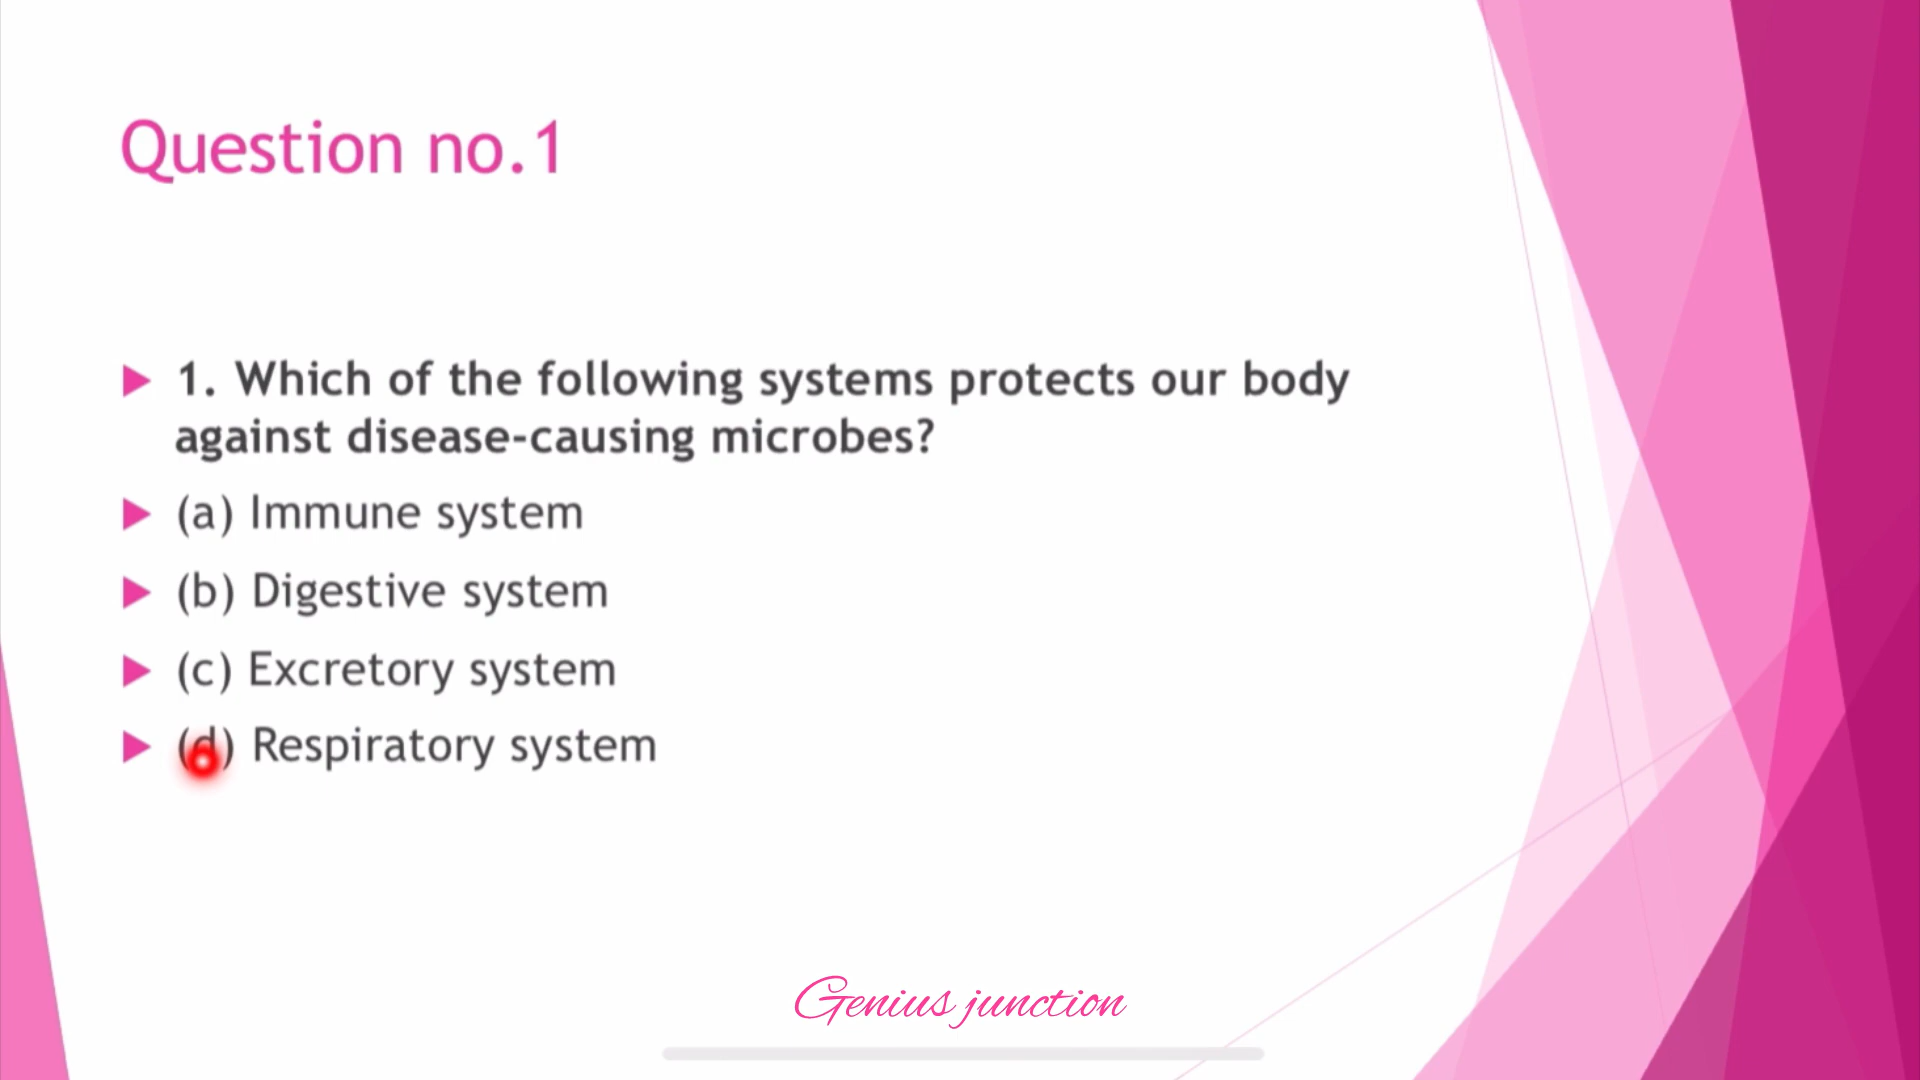 Question no.1
1. Which of the following systems protects our body
against disease-causing microbes?
(a) Immune system
(b) Digestive system
(c) Excretory system
(d) Respiratory system
Genius junction